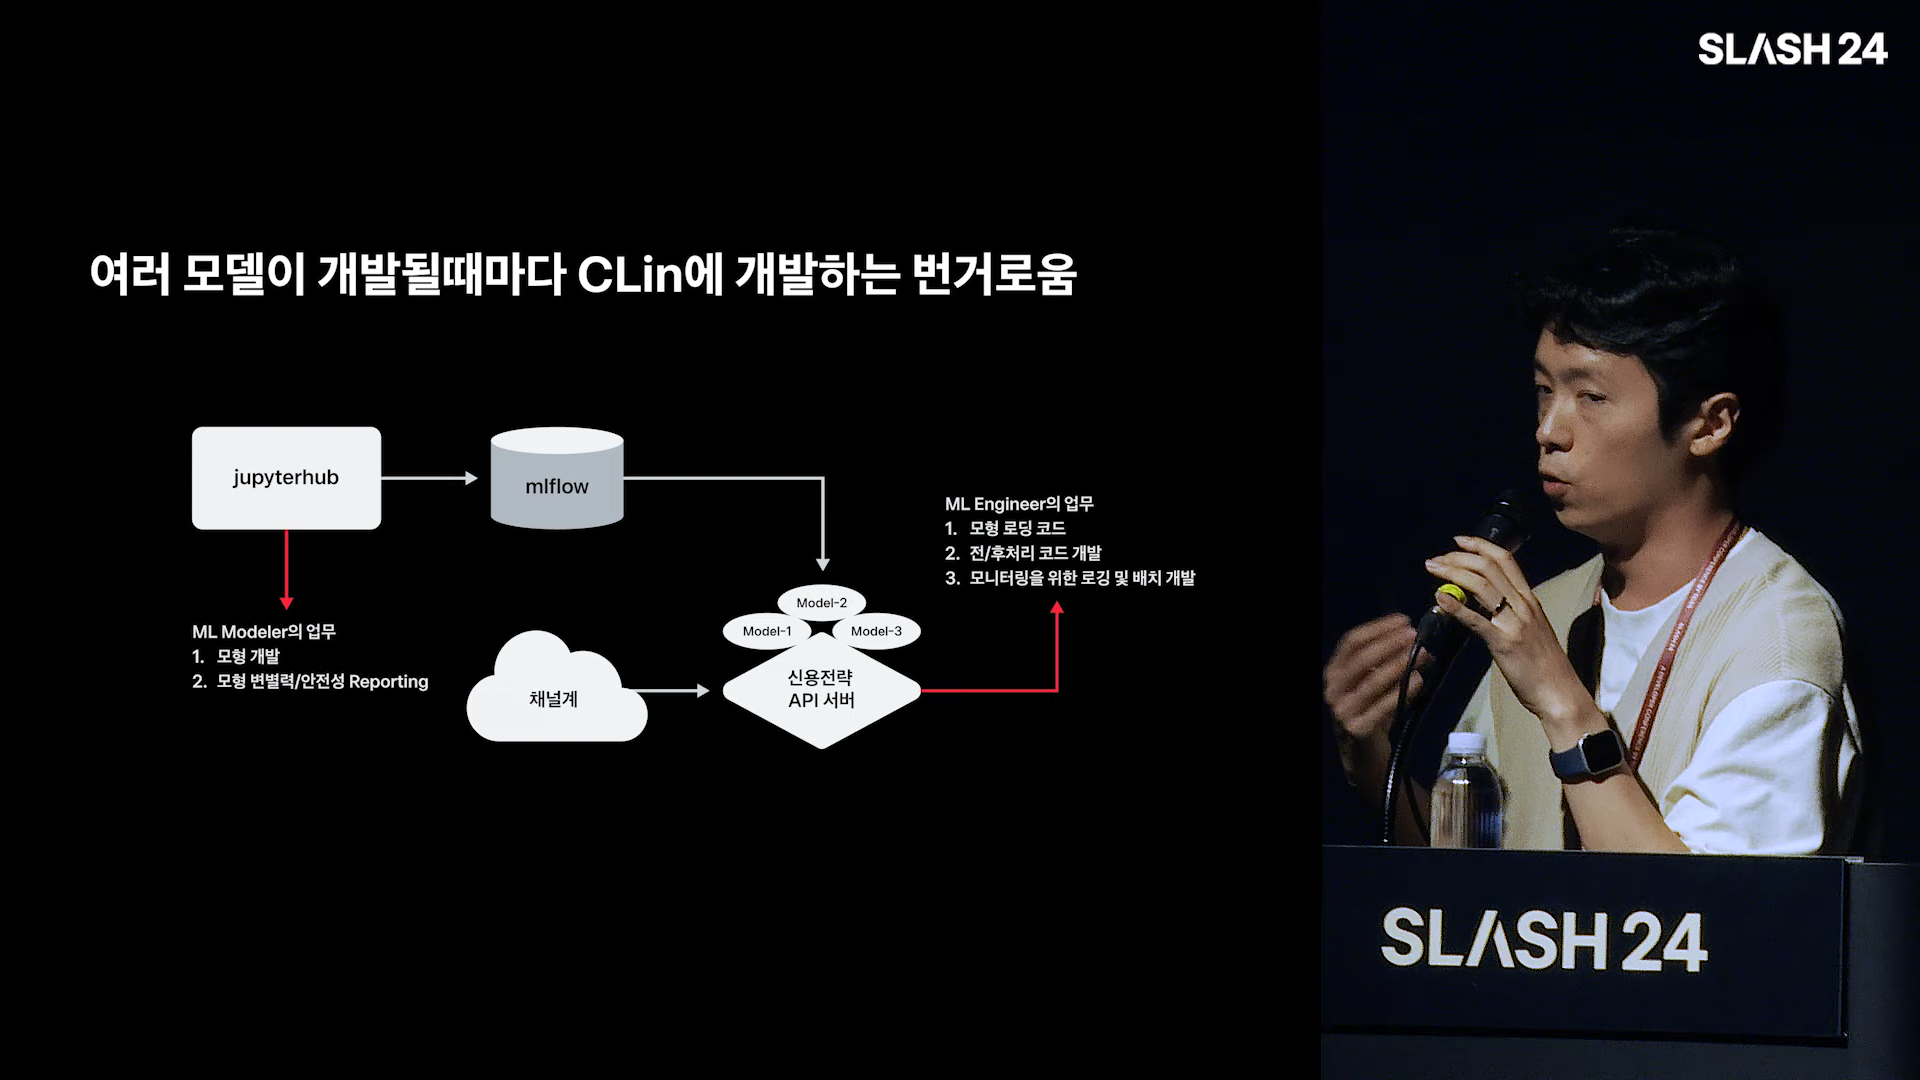 SLASH 24
여러 모델이 개발될때마다 CLin에 개발하는 번거로움
jupyterhub
mlflow
ML Engineer의 업무
1. 모형 로딩 코드
2. 전/후처리 코드 개발
3. 모니터링을 위한 로깅 및 배치 개발
ML Modeler의 업무
1. 모형 개발
2. 모형 변별력/안전성 Reporting
Model-2
Model-1
Model-3
채널계
신용전략
API 서버
SLASH 24